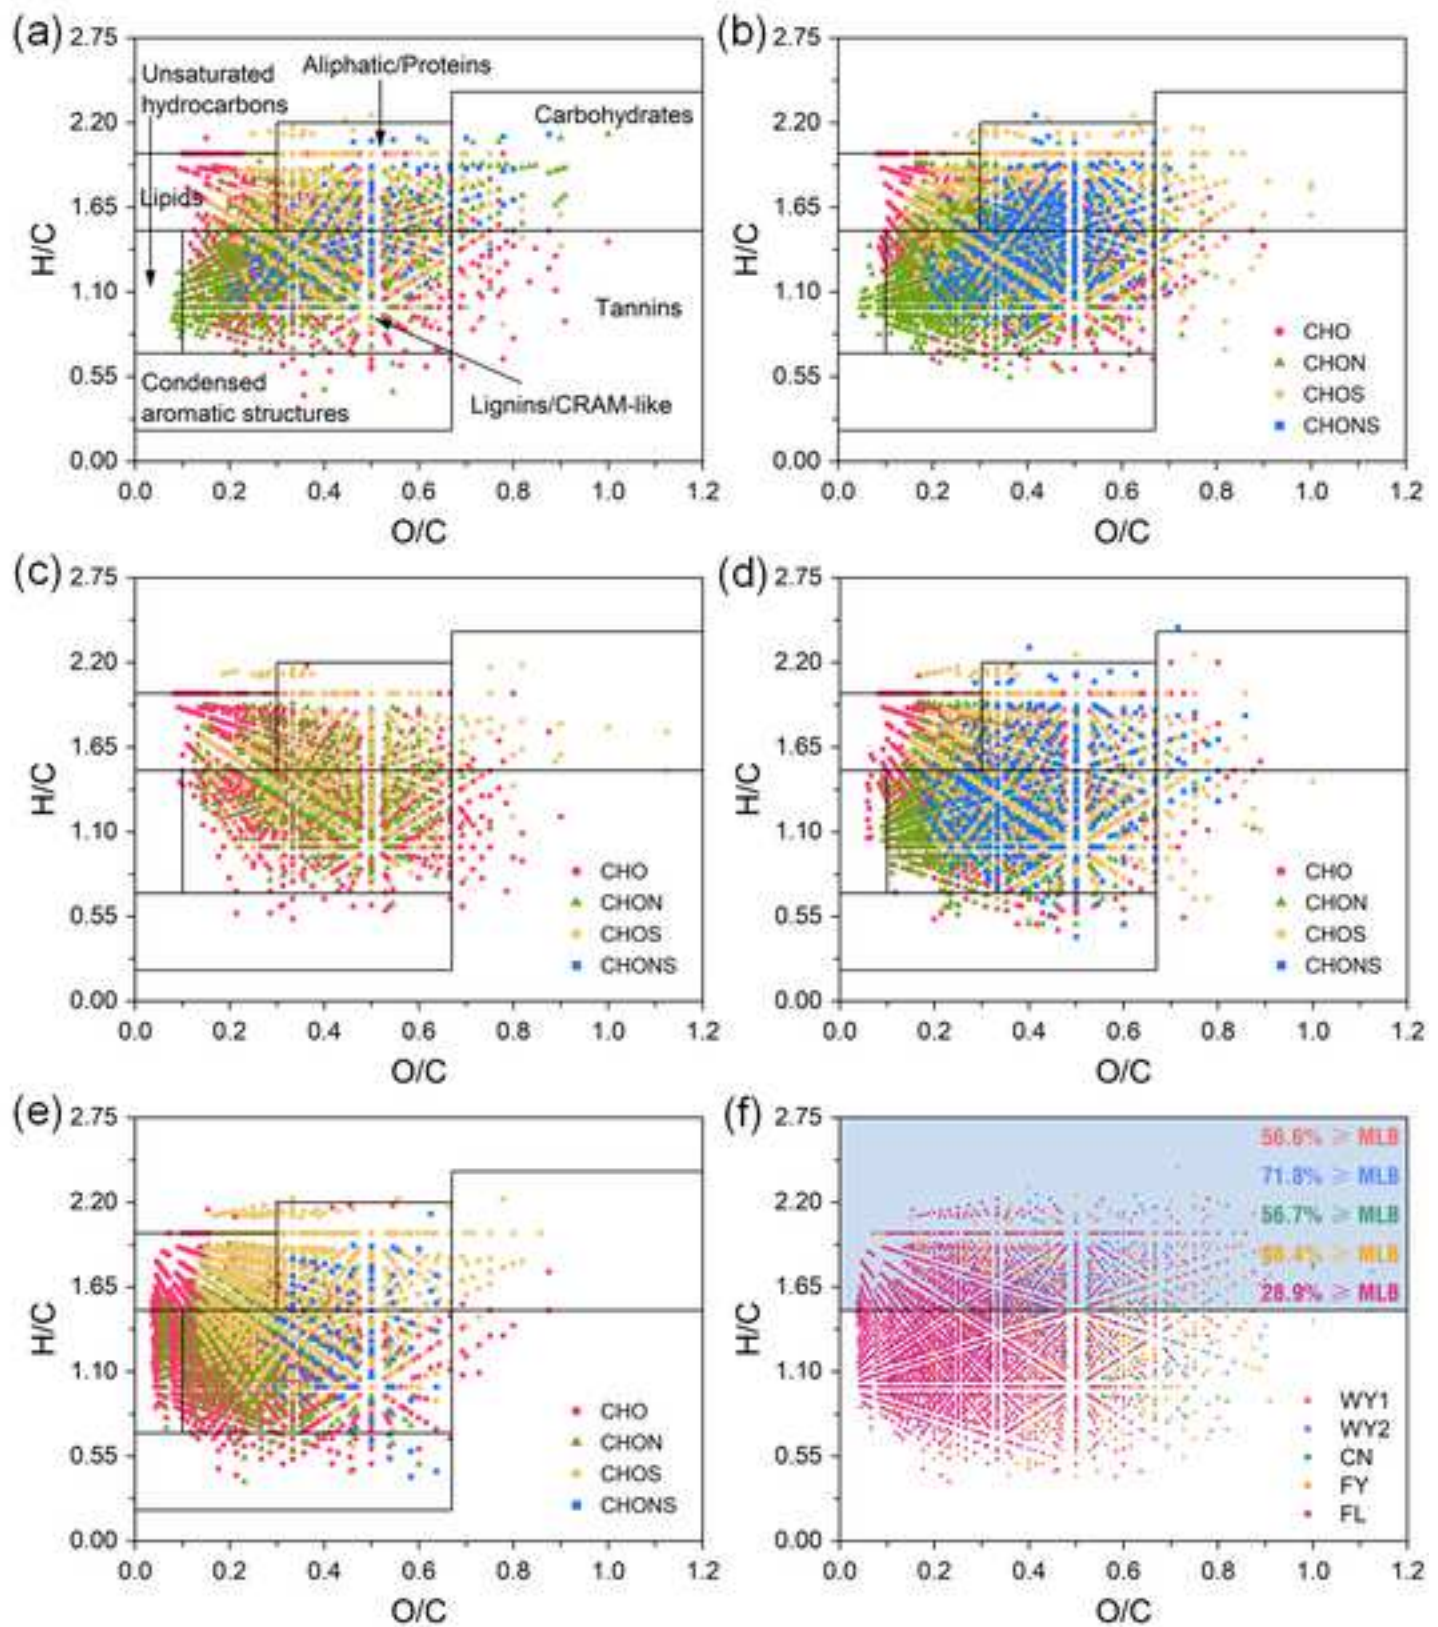 (a)
2.75
2.20
1.65
1.10
0.55
0.00
H/C
Unsaturated
hydrocarbons
Aliphatic/Proteins
Carbohydrates
Lipids
Tannins
Condensed
aromatic structures
Lignins/CRAM-like
0.0 0.2 0.4 0.6 0.8 1.0 1.2
O/C
(b)
2.75
2.20
1.65
1.10
0.55
0.00
H/C
CHO
CHON
CHOS
CHONS
0.0 0.2 0.4 0.6 0.8 1.0 1.2
O/C
(c)
2.75
2.20
1.65
1.10
0.55
0.00
H/C
CHO
CHON
CHOS
CHONS
0.0 0.2 0.4 0.6 0.8 1.0 1.2
O/C
(d)
2.75
2.20
1.65
1.10
0.55
0.00
H/C
CHO
CHON
CHOS
CHONS
0.0 0.2 0.4 0.6 0.8 1.0 1.2
O/C
(e)
2.75
2.20
1.65
1.10
0.55
0.00
H/C
CHO
CHON
CHOS
CHONS
0.0 0.2 0.4 0.6 0.8 1.0 1.2
O/C
(f)
2.75
2.20
1.65
1.10
0.55
0.00
H/C
56.6% ≥ MLB
71.8% ≥ MLB
56.7% ≥ MLB
≥ MLB
28.9% ≥ MLB
WY1
WY2
CN
FY
FL
0.0 0.2 0.4 0.6 0.8 1.0 1.2
O/C